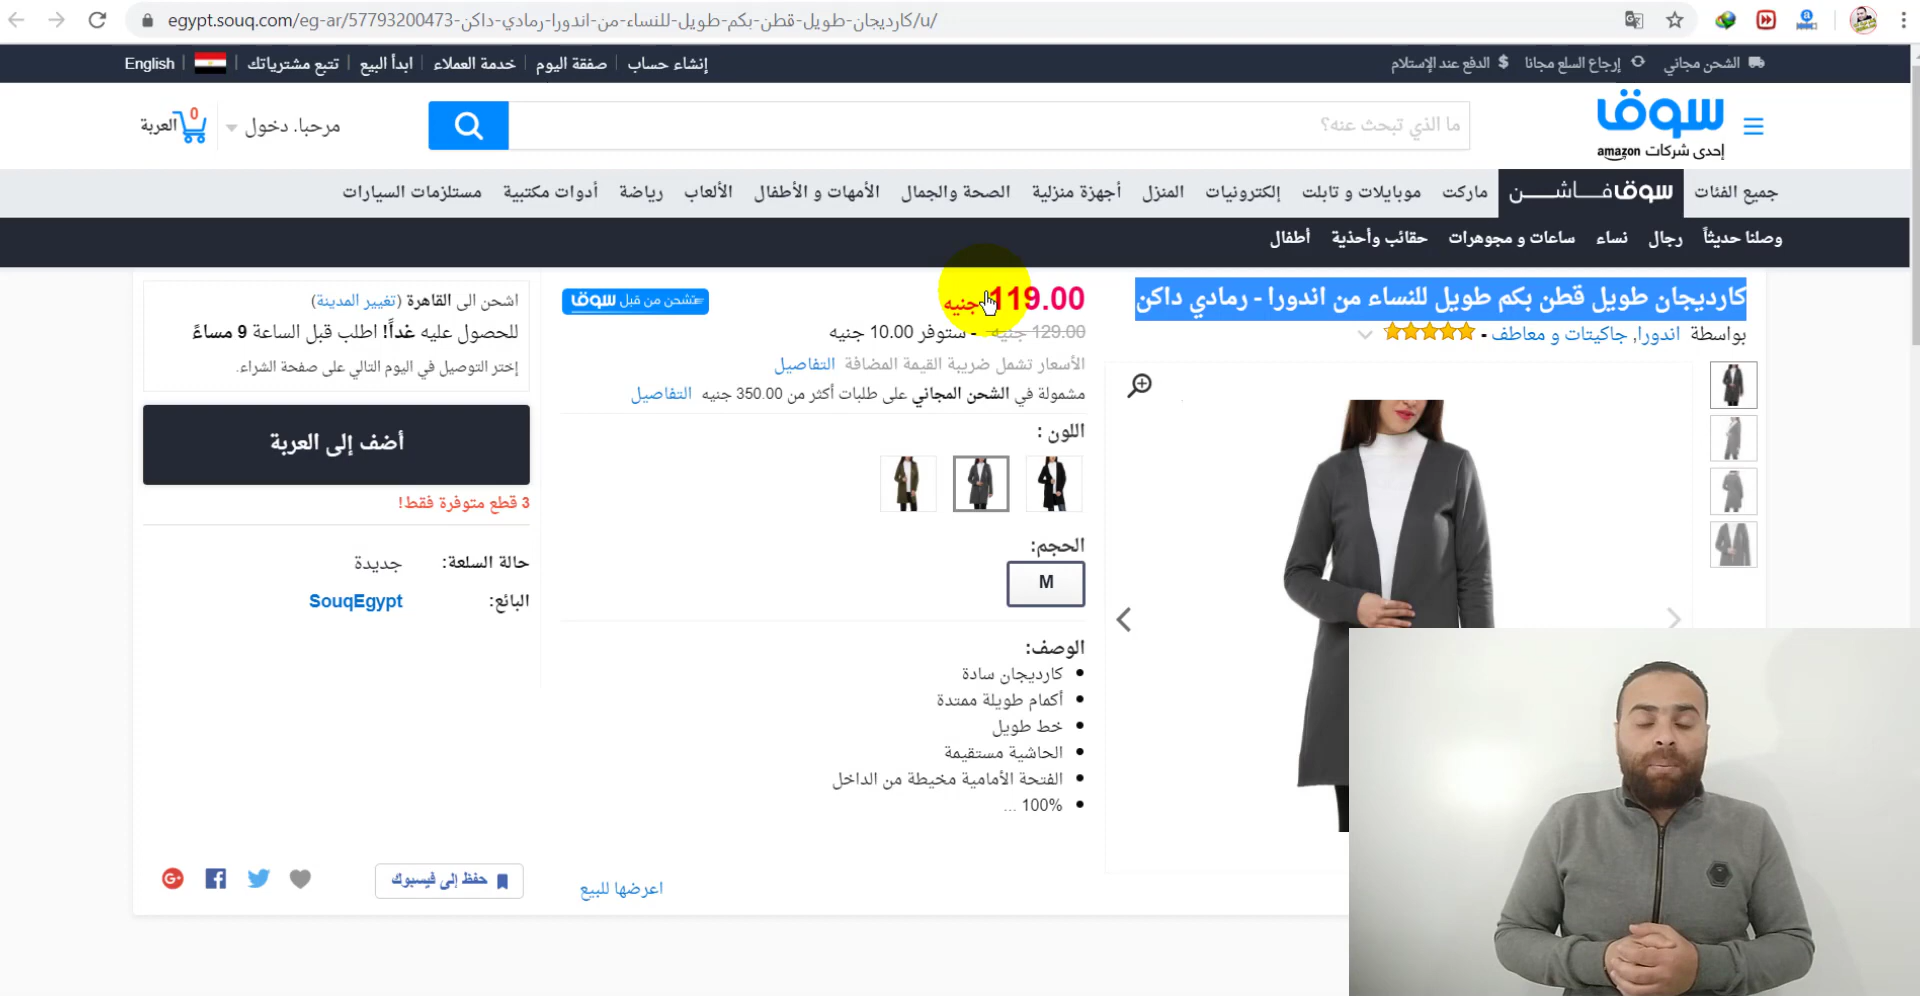 egypt.souq.com/eg-ar/57793200473-كارديجان-طويل-قطن-بكم-طويل-للنساء-من-اندورا-رمادي-داكن/u/
الشحن مجاني
إرجاع السلع مجانا
$ الدفع عند الإستلام
إنشاء حساب | صفقة اليوم | خدمة العملاء | ابدأ البيع | تتبع مشترياتك | English
سوق
إحدى شركات amazon
ما الذي تبحث عنه؟
مرحبا. دخول
العربة 0
جميع الفئات سوق فاشن ماركت موبايلات و تابلت إلكترونيات المنزل أجهزة منزلية الصحة والجمال الأمهات و الأطفال الألعاب رياضة أدوات مكتبية مستلزمات السيارات
وصلنا حديثاً رجال نساء ساعات و مجوهرات حقائب وأحذية أطفال
كارديجان طويل قطن بكم طويل للنساء من اندورا - رمادي داكن
بواسطة اندورا, جاكيتات و معاطف -
119.00 جنيه
تشحن من قبل سوق
129.00 جنيه - ستوفر 10.00 جنيه
الأسعار تشمل ضريبة القيمة المضافة التفاصيل
مشمولة في الشحن المجاني على طلبات أكثر من 350.00 جنيه التفاصيل
اللون :
الحجم:
M
الوصف:
كارديجان سادة
أكمام طويلة ممتدة
خط طويل
الحاشية مستقيمة
الفتحة الأمامية مخيطة من الداخل
100% ...
اعرضها للبيع
اشحن الى القاهرة (تغيير المدينة)
للحصول عليه غداً! اطلب قبل الساعة 9 مساءً
إختر التوصيل في اليوم التالي على صفحة الشراء.
أضف إلى العربة
3 قطع متوفرة فقط!
حالة السلعة: جديدة
البائع: SouqEgypt
حفظ إلى فيسبوك